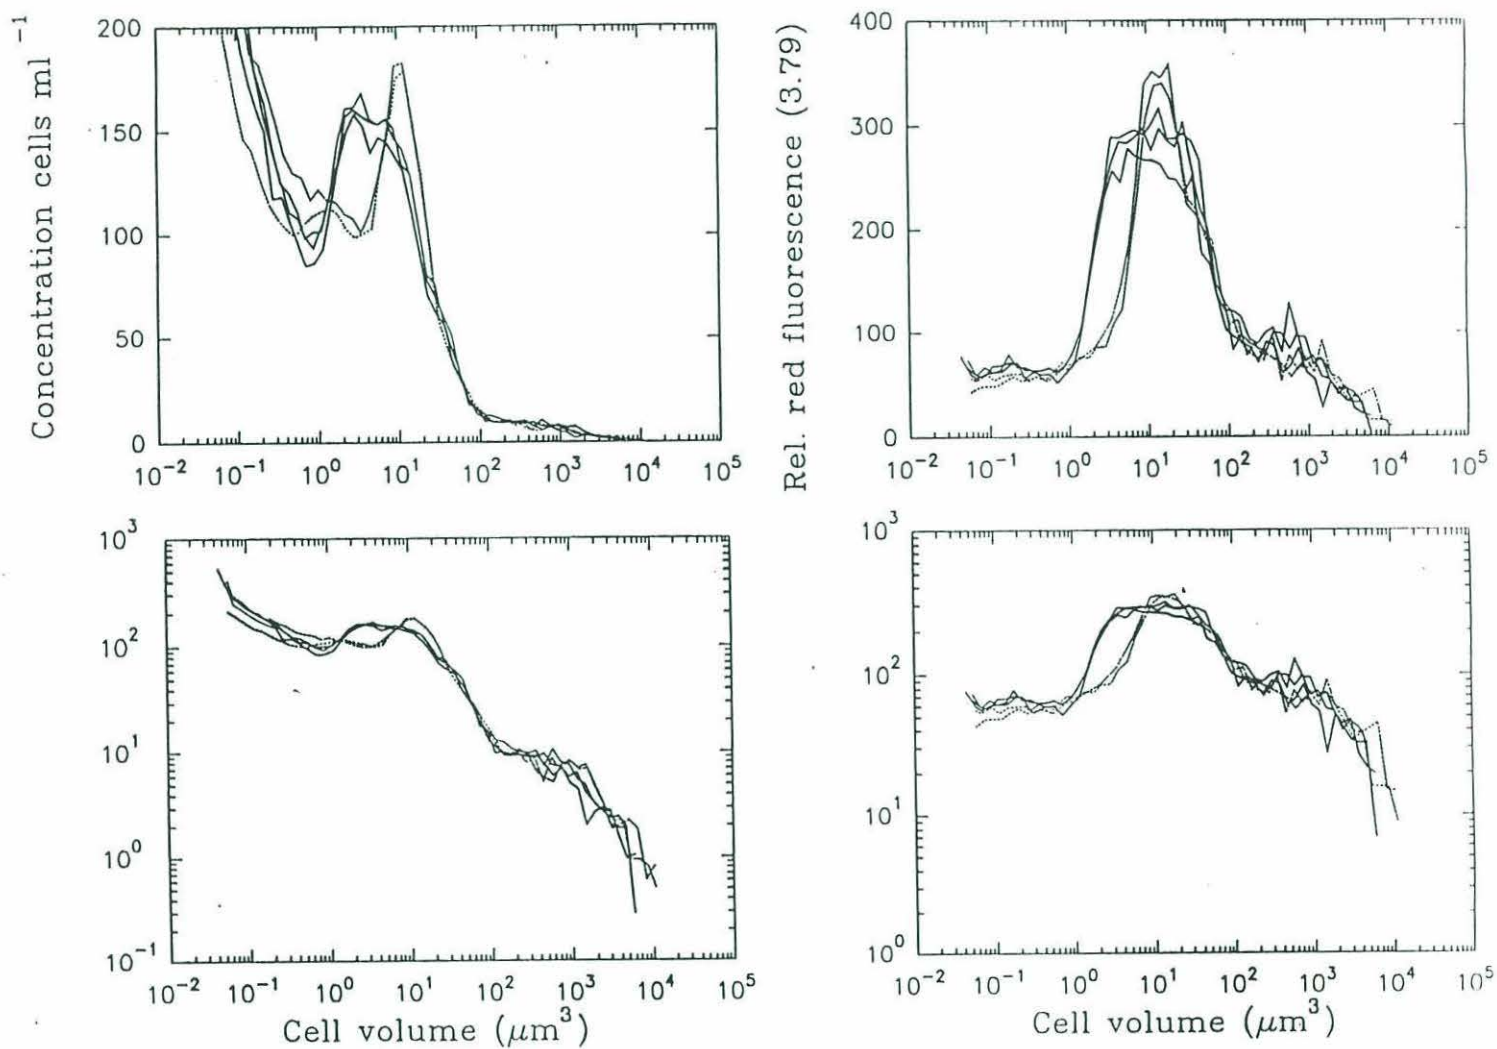 Concentration cells ml⁻¹
200
150
100
50
0
10⁻² 10⁻¹ 10⁰ 10¹ 10² 10³ 10⁴ 10⁵
Rel. red fluorescence (3.79)
400
300
200
100
0
10⁻² 10⁻¹ 10⁰ 10¹ 10² 10³ 10⁴ 10⁵
10³
10²
10¹
10⁰
10⁻¹
10⁻² 10⁻¹ 10⁰ 10¹ 10² 10³ 10⁴ 10⁵
Cell volume (μm³)
10³
10²
10¹
10⁰
10⁻² 10⁻¹ 10⁰ 10¹ 10² 10³ 10⁴ 10⁵
Cell volume (μm³)